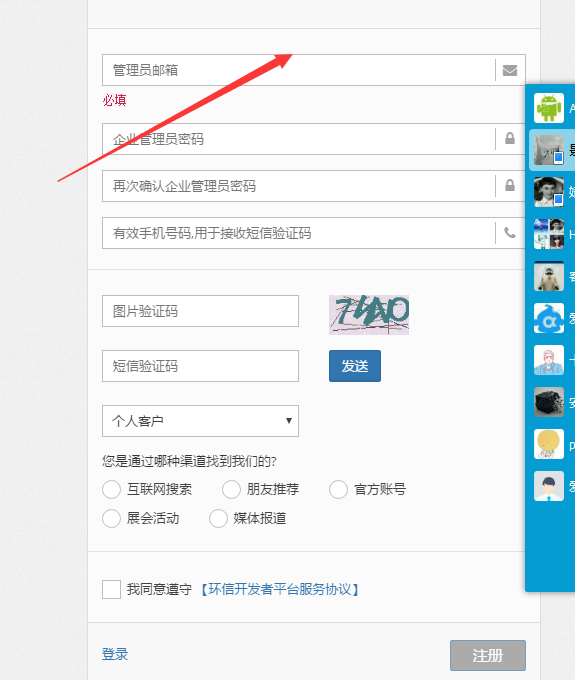 管理员邮箱
必填
企业管理员密码
再次确认企业管理员密码
有效手机号码,用于接收短信验证码
图片验证码
短信验证码
发送
个人客户
您是通过哪种渠道找到我们的?
互联网搜索 朋友推荐 官方账号
展会活动 媒体报道
我同意遵守 【环信开发者平台服务协议】
登录
注册